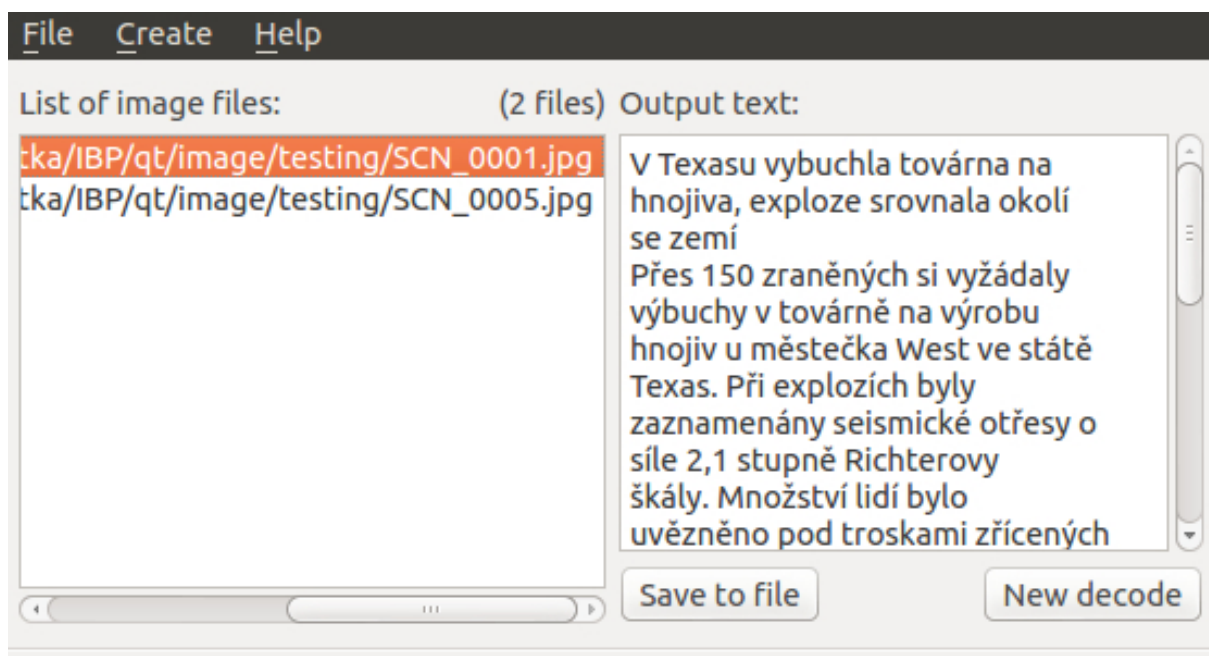 File Create Help
List of image files: (2 files) Output text:
tka/IBP/qt/image/testing/SCN_0001.jpg
tka/IBP/qt/image/testing/SCN_0005.jpg
V Texasu vybuchla továrna na
hnojiva, exploze srovnala okolí
se zemí
Přes 150 zraněných si vyžádaly
výbuchy v továrně na výrobu
hnojiv u městečka West ve státě
Texas. Při explozích byly
zaznamenány seismické otřesy o
síle 2,1 stupně Richterovy
škály. Množství lidí bylo
uvězněno pod troskami zřícených
Save to file New decode